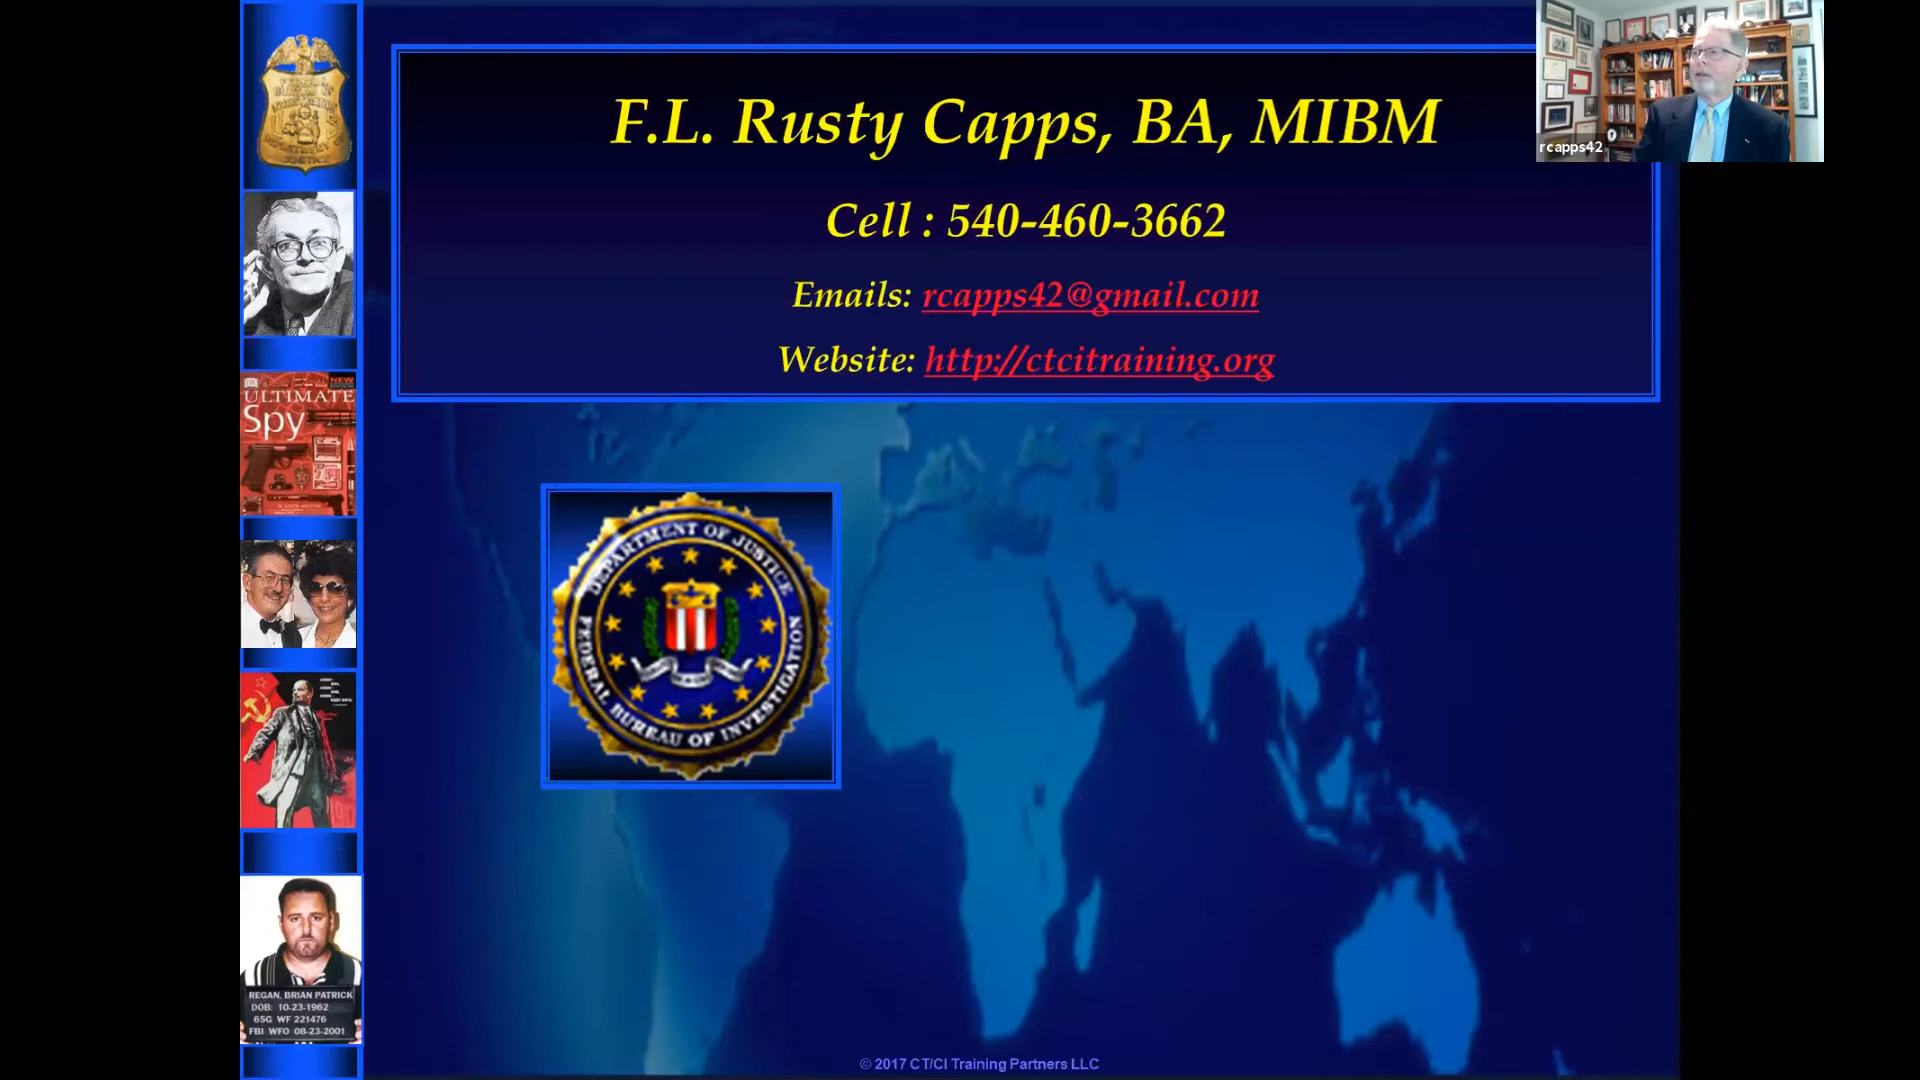 F.L. Rusty Capps, BA, MIBM
Cell : 540-460-3662
Emails: rcapps42@gmail.com
Website: http://ctcitraining.org
rcapps42
NEW
ULTIMATE
Spy
DEPARTMENT OF JUSTICE
FEDERAL BUREAU OF INVESTIGATION
REGAN, BRIAN PATRICK
DOB: 10-23-1962
65G WF 221476
FBI WFO 08-23-2001
© 2017 CT/CI Training Partners LLC